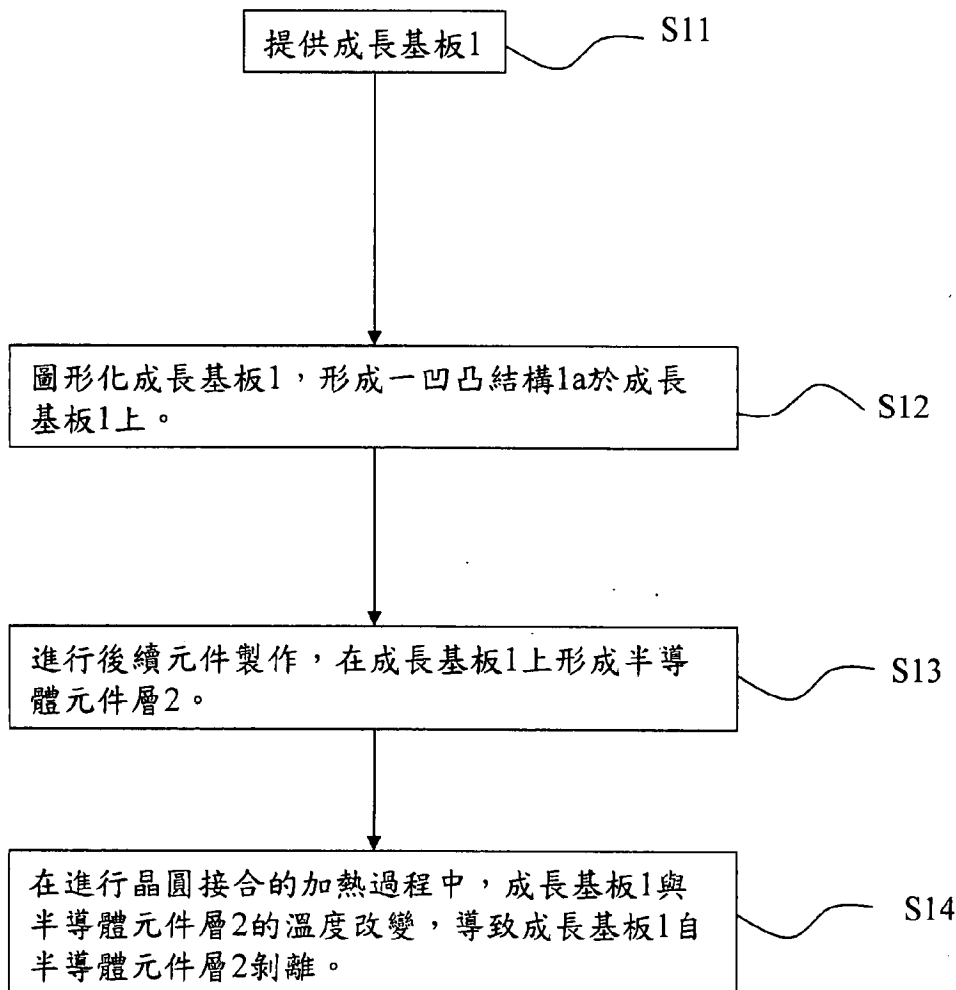 提供成長基板1
S11
圖形化成長基板1，形成一凹凸結構1a於成長
基板1上。
S12
進行後續元件製作，在成長基板1上形成半導
體元件層2。
S13
在進行晶圓接合的加熱過程中，成長基板1與
半導體元件層2的溫度改變，導致成長基板1自
半導體元件層2剝離。
S14